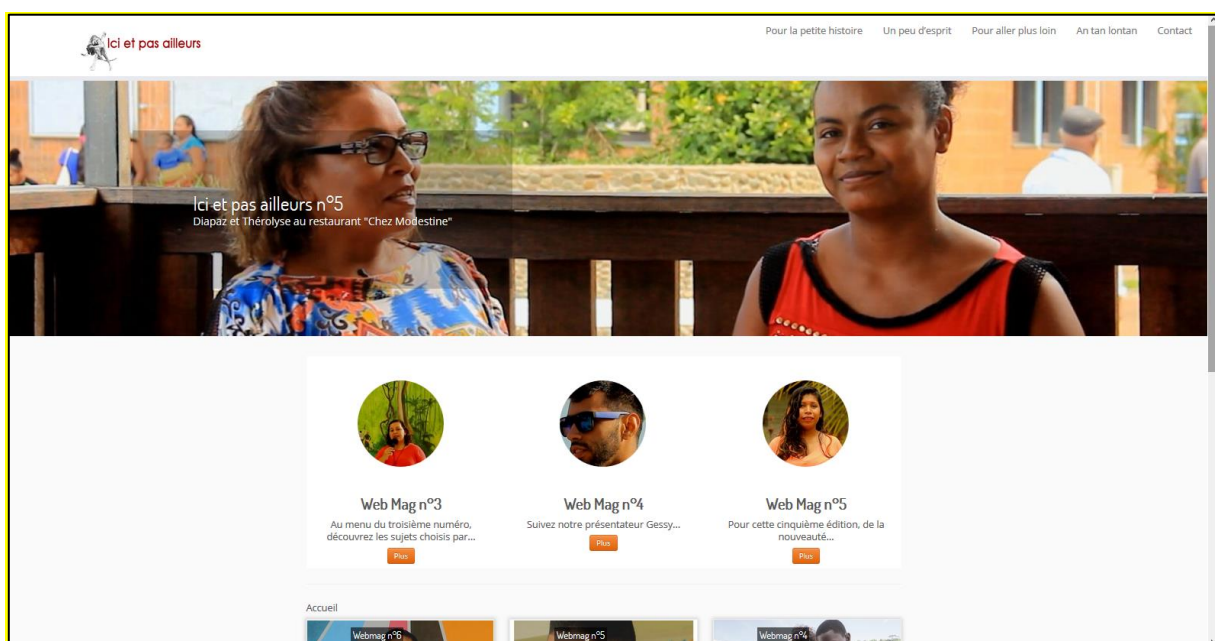 Ici et pas ailleurs
Pour la petite histoire Un peu d'esprit Pour aller plus loin An tan lontan Contact
Ici et pas ailleurs n°5
Diapaz et Thérolyse au restaurant "Chez Modestine"
Web Mag n°3
Au menu du troisième numéro,
découvrez les sujets choisis par...
Plus
Web Mag n°4
Suivez notre présentateur Gessy...
Plus
Web Mag n°5
Pour cette cinquième édition, de la
nouveauté...
Plus
Accueil
Webmag n°6
Webmag n°5
Webmag n°4